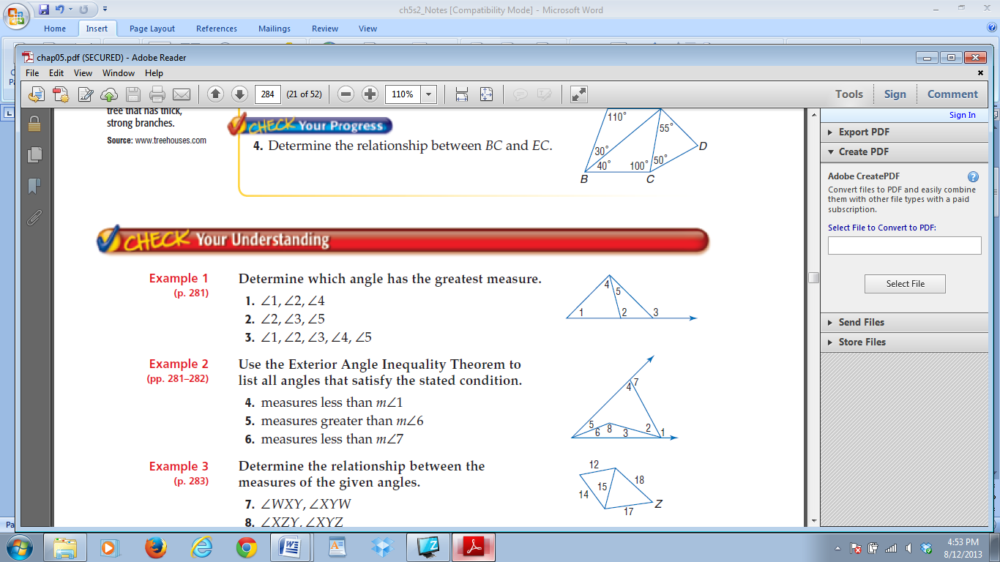 ch5s2_Notes [Compatibility Mode] - Microsoft Word
Home Insert Page Layout References Mailings Review View
chap05.pdf (SECURED) - Adobe Reader
File Edit View Window Help
284 (21 of 52) 110% Tools Sign Comment
tree that has thick,
strong branches.
Source: www.treehouses.com
CHECK Your Progress
4. Determine the relationship between BC and EC.
110°
55°
30°
40° 100° 50°
D
B C
CHECK Your Understanding
Example 1
(p. 281)
Determine which angle has the greatest measure.
1. ∠1, ∠2, ∠4
2. ∠2, ∠3, ∠5
3. ∠1, ∠2, ∠3, ∠4, ∠5
4
5
1 2 3
Example 2
(pp. 281–282)
Use the Exterior Angle Inequality Theorem to
list all angles that satisfy the stated condition.
4. measures less than m∠1
5. measures greater than m∠6
6. measures less than m∠7
4 7
5
6 8 3 2 1
Example 3
(p. 283)
Determine the relationship between the
measures of the given angles.
7. ∠WXY, ∠XYW
8. ∠XZY, ∠XYZ
12
15 18
14
17
Z
Sign In
Export PDF
Create PDF
Adobe CreatePDF
Convert files to PDF and easily combine
them with other file types with a paid
subscription.
Select File to Convert to PDF:
Select File
Send Files
Store Files
4:53 PM
8/12/2013